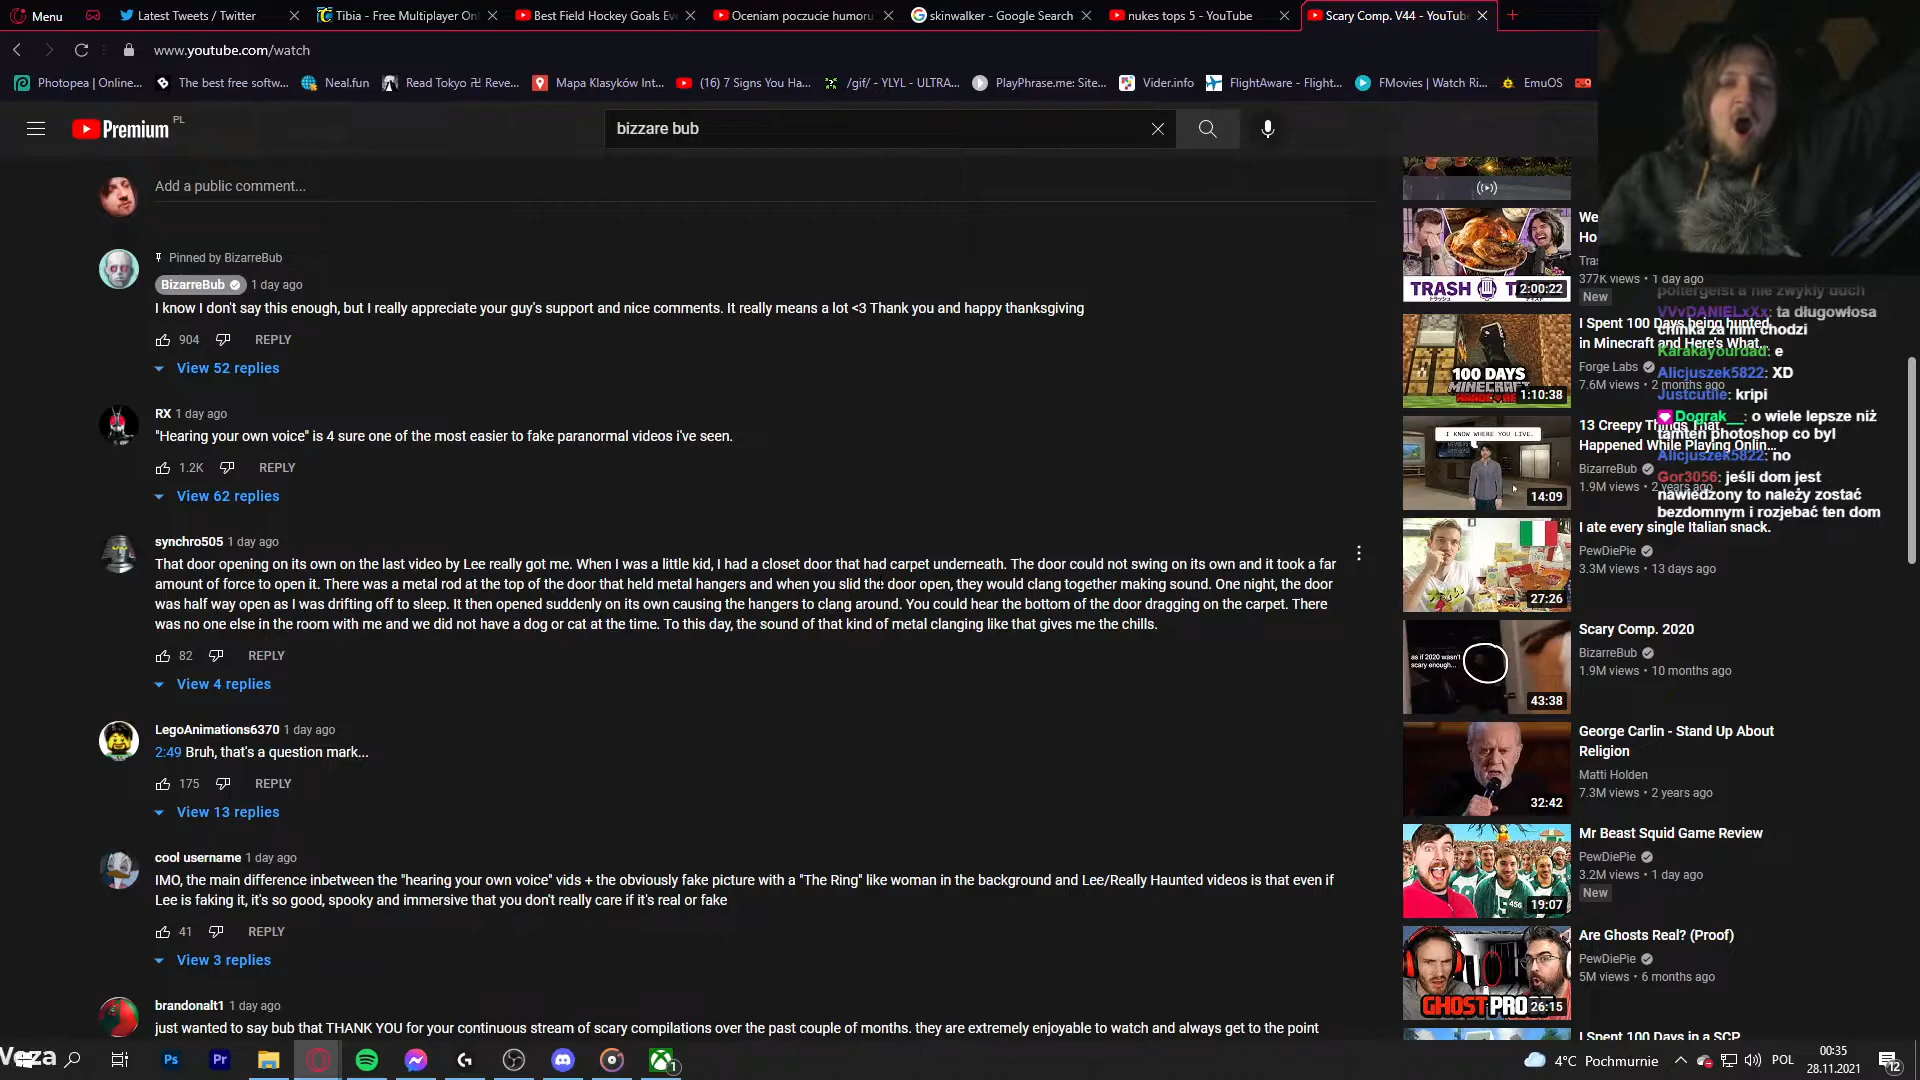 Menu
Latest Tweets / Twitter
Tibia - Free Multiplayer On
Best Field Hockey Goals Ev
Oceniam poczucie humoru
skinwalker - Google Search
nukes tops 5 - YouTube
Scary Comp. V44 - YouTub
www.youtube.com/watch
Photopea | Online...
The best free softw...
Neal.fun
Read Tokyo 卍 Reve...
Mapa Klasyków Int...
(16) 7 Signs You Ha...
/gif/ - YLYL - ULTRA...
PlayPhrase.me: Site...
Vider.info
FlightAware - Flight...
FMovies | Watch Ri...
EmuOS
Premium PL
bizzare bub
Add a public comment...
Pinned by BizarreBub
BizarreBub 1 day ago
I know I don't say this enough, but I really appreciate your guy's support and nice comments. It really means a lot <3 Thank you and happy thanksgiving
904 REPLY
View 52 replies
RX 1 day ago
"Hearing your own voice" is 4 sure one of the most easier to fake paranormal videos i've seen.
1.2K REPLY
View 62 replies
synchro505 1 day ago
That door opening on its own on the last video by Lee really got me. When I was a little kid, I had a closet door that had carpet underneath. The door could not swing on its own and it took a far
amount of force to open it. There was a metal rod at the top of the door that held metal hangers and when you slid the door open, they would clang together making sound. One night, the door
was half way open as I was drifting off to sleep. It then opened suddenly on its own causing the hangers to clang around. You could hear the bottom of the door dragging on the carpet. There
was no one else in the room with me and we did not have a dog or cat at the time. To this day, the sound of that kind of metal clanging like that gives me the chills.
82 REPLY
View 4 replies
LegoAnimations6370 1 day ago
2:49 Bruh, that's a question mark...
175 REPLY
View 13 replies
cool username 1 day ago
IMO, the main difference inbetween the "hearing your own voice" vids + the obviously fake picture with a "The Ring" like woman in the background and Lee/Really Haunted videos is that even if
Lee is faking it, it's so good, spooky and immersive that you don't really care if it's real or fake
41 REPLY
View 3 replies
brandonalt1 1 day ago
just wanted to say bub that THANK YOU for your continuous stream of scary compilations over the past couple of months. they are extremely enjoyable to watch and always get to the point
We
Ho
Tra
377K views • 1 day ago
New
TRASH
2:00:22
I Spent 100 Days being hunted
in Minecraft and Here's What...
Forge Labs
7.6M views • 2 months ago
100 DAYS
MINECRAFT
1:10:38
13 Creepy Things That
Happened While Playing Onlin...
BizarreBub
1.9M views • 2 years ago
I KNOW WHERE YOU LIVE.
14:09
I ate every single Italian snack.
PewDiePie
3.3M views • 13 days ago
27:26
Scary Comp. 2020
BizarreBub
1.9M views • 10 months ago
as if 2020 wasn't
scary enough...
43:38
George Carlin - Stand Up About
Religion
Matti Holden
7.3M views • 2 years ago
32:42
Mr Beast Squid Game Review
PewDiePie
3.2M views • 1 day ago
New
456
19:07
Are Ghosts Real? (Proof)
PewDiePie
5M views • 6 months ago
GHOST
26:15
I Spent 100 Days in a SCP
poltergeist a nie zwykły duch
VVvDANIELxXx: ta długowłosa
chinka za nim chodzi
Karakayourdad: e
Alicjuszek5822: XD
Justcutiie: kripi
Dograk__: o wiele lepsze niż
tamten photoshop co byl
Alicjuszek5822: no
Gor3056: jeśli dom jest
nawiedzony to należy zostać
bezdomnym i rozjebać ten dom
Veza
Ps
Pr
1
4°C Pochmurnie
POL
00:35
28.11.2021
12